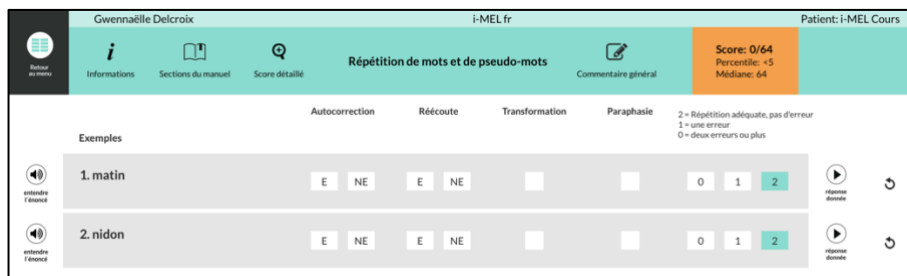 Gwennaëlle Delcroix
i-MEL fr
Patient: i-MEL Cours
Retour
au menu
Informations
Sections du manuel
Score détaillé
Répétition de mots et de pseudo-mots
Commentaire général
Score: 0/64
Percentile: <5
Médiane: 64
Exemples
Autocorrection
Réécoute
Transformation
Paraphasie
2 = Répétition adéquate, pas d'erreur
1 = une erreur
0 = deux erreurs ou plus
entendre
l'énoncé
1. matin
E NE E NE 0 1 2
réponse
donnée
entendre
l'énoncé
2. nidon
E NE E NE 0 1 2
réponse
donnée